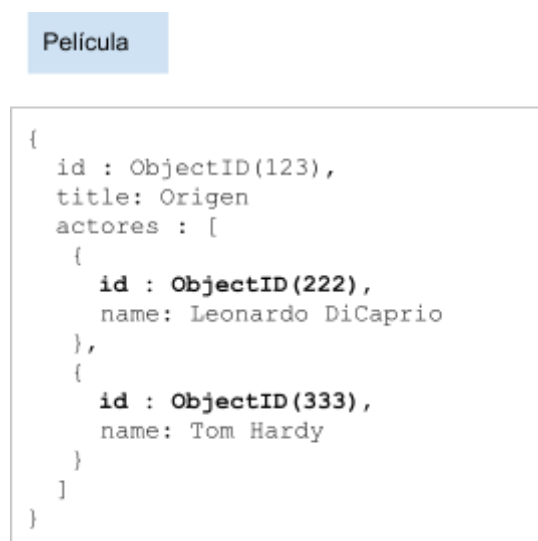 Película
{
id : ObjectID(123),
title: Origen
actores : [
{
id : ObjectID(222),
name: Leonardo DiCaprio
},
{
id : ObjectID(333),
name: Tom Hardy
}
]
}